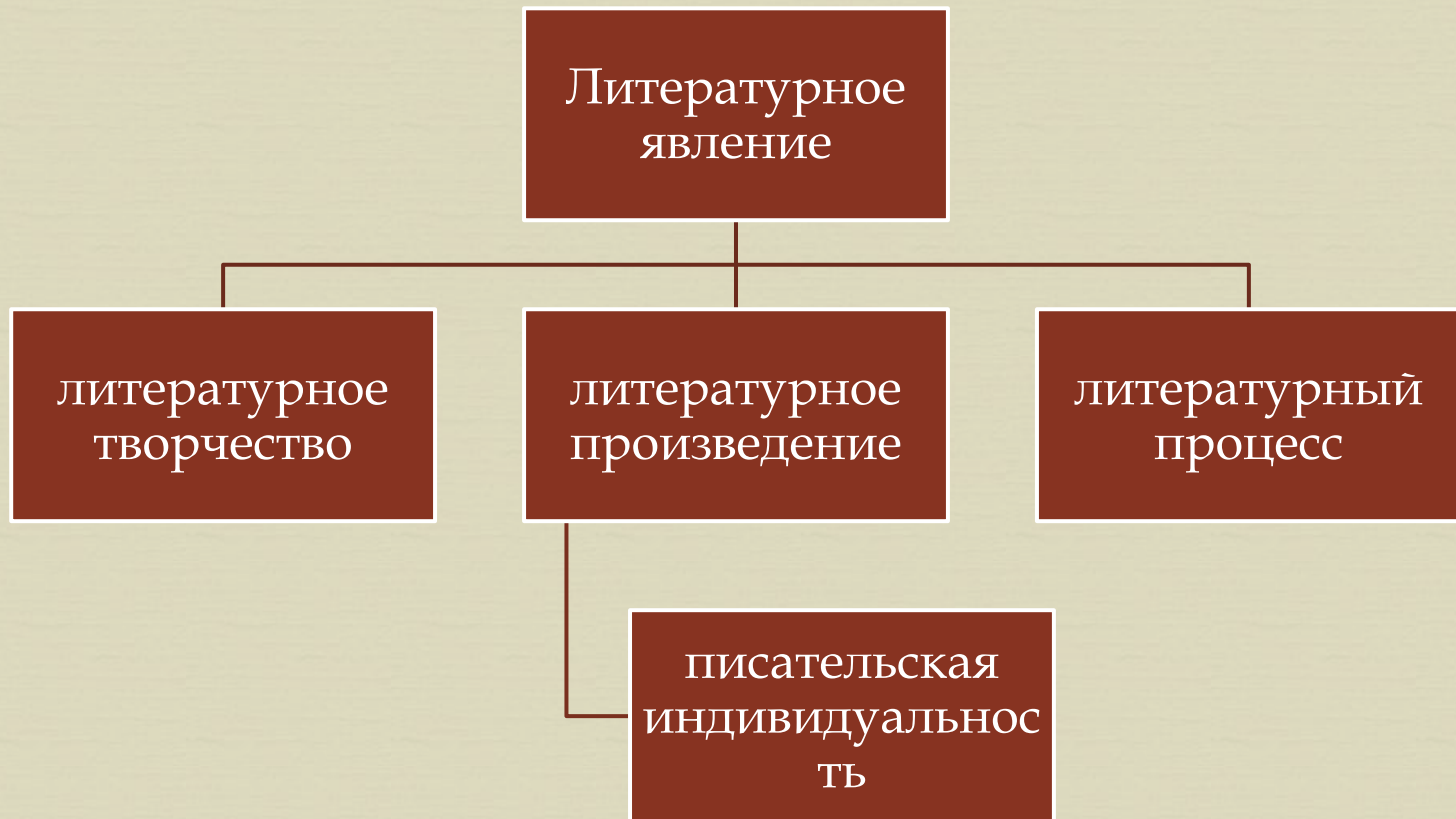 Литературное
явление
литературное
творчество
литературное
произведение
литературный
процесс
писательская
индивидуальнос
ть